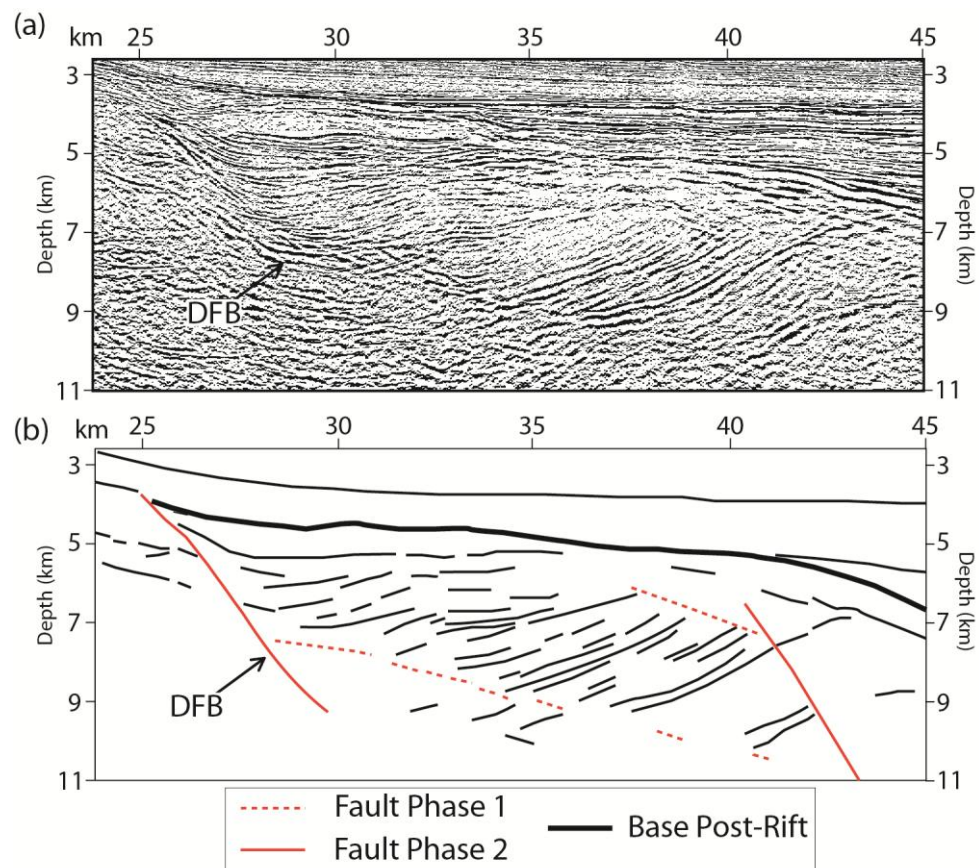 (a)
km 25 30 35 40 45
3 3
5 5
7 7
9 9
11 11
Depth (km)
Depth (km)
DFB
(b)
km 25 30 35 40 45
3 3
5 5
7 7
9 9
11 11
Depth (km)
Depth (km)
DFB
Fault Phase 1
Fault Phase 2
Base Post-Rift